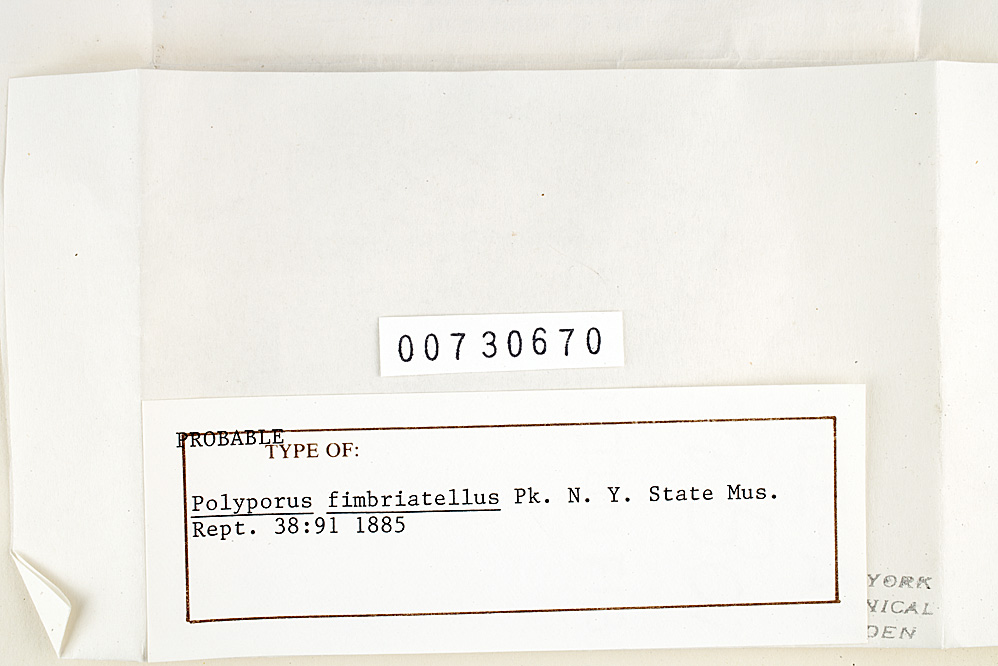 00730670
PROBABLE
TYPE OF:
Polyporus fimbriatellus Pk. N. Y. State Mus.
Rept. 38:91 1885
YORK
NICAL
DEN